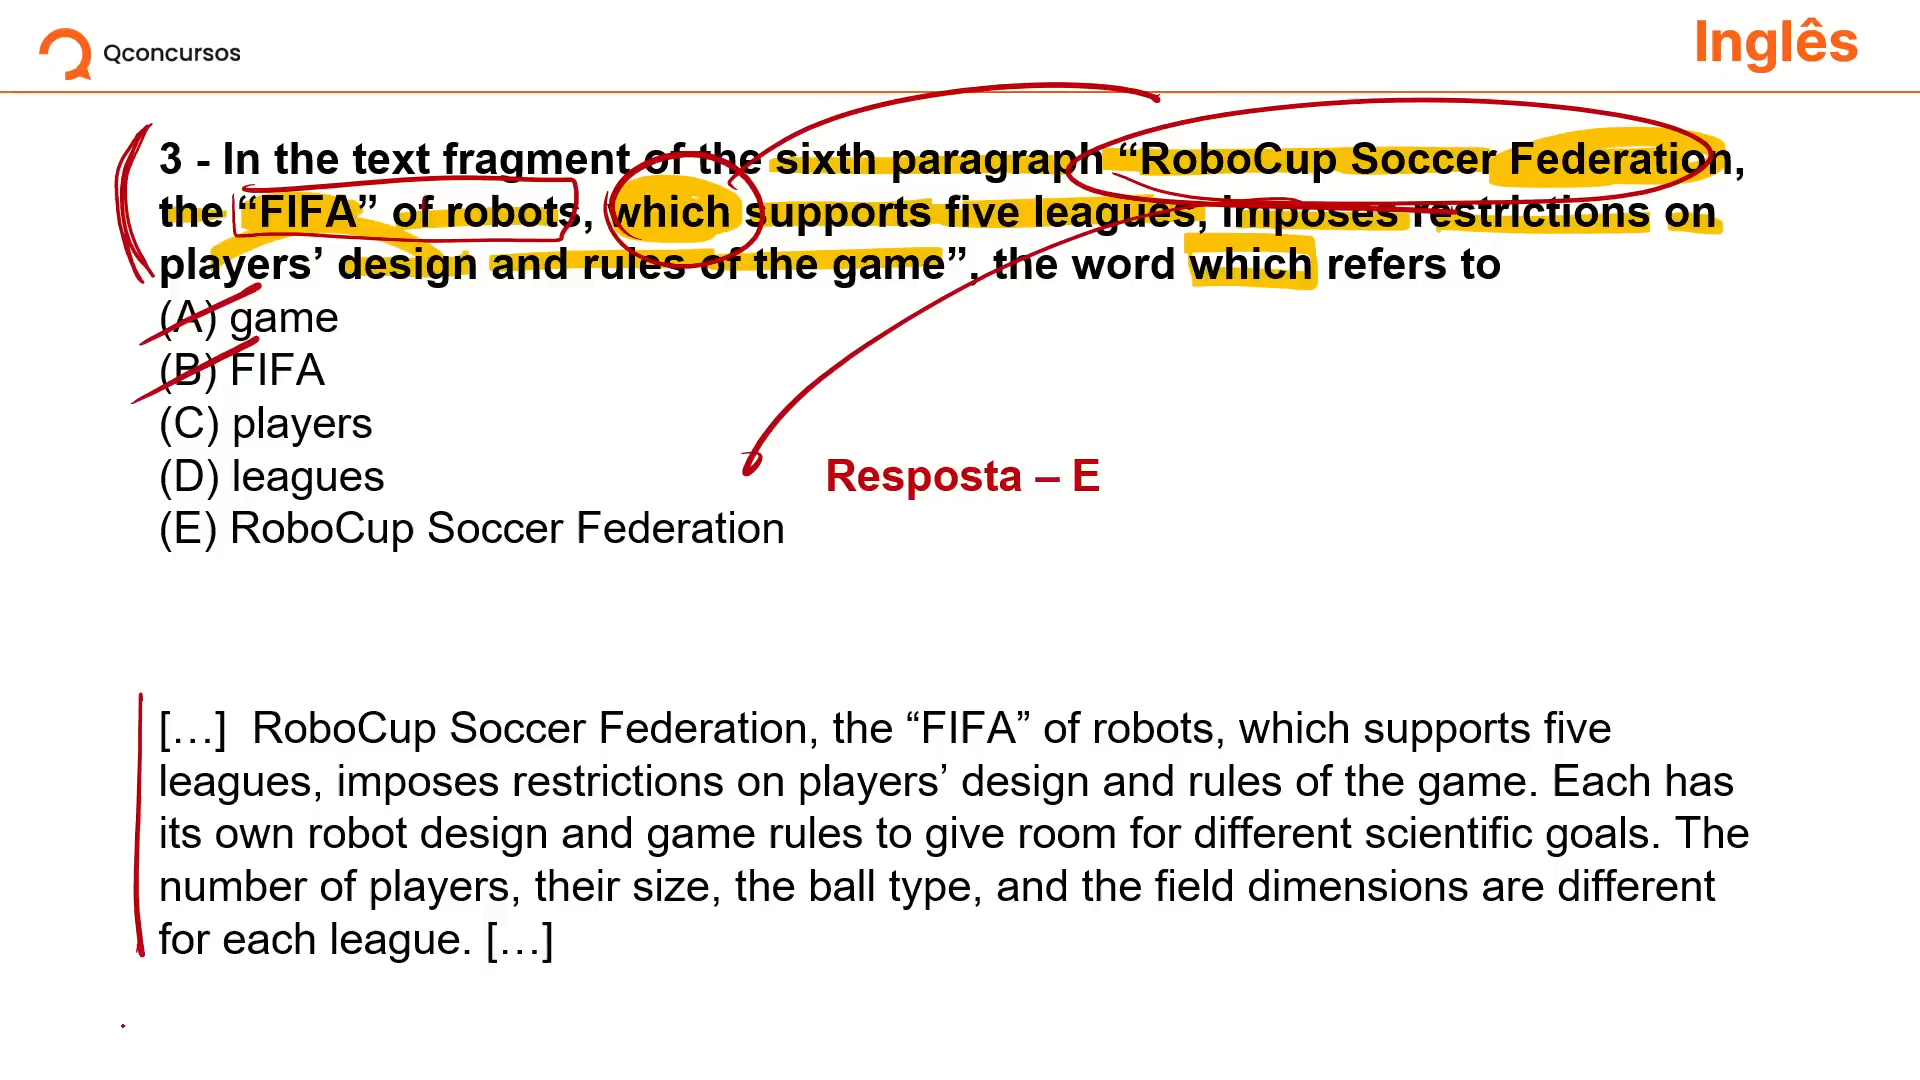 Qconcursos
Inglês
3 - In the text fragment of the sixth paragraph “RoboCup Soccer Federation,
the “FIFA” of robots, which supports five leagues, imposes restrictions on
players’ design and rules of the game”, the word which refers to
(A) game
(B) FIFA
(C) players
(D) leagues
Resposta – E
(E) RoboCup Soccer Federation
[…] RoboCup Soccer Federation, the “FIFA” of robots, which supports five
leagues, imposes restrictions on players’ design and rules of the game. Each has
its own robot design and game rules to give room for different scientific goals. The
number of players, their size, the ball type, and the field dimensions are different
for each league. […]